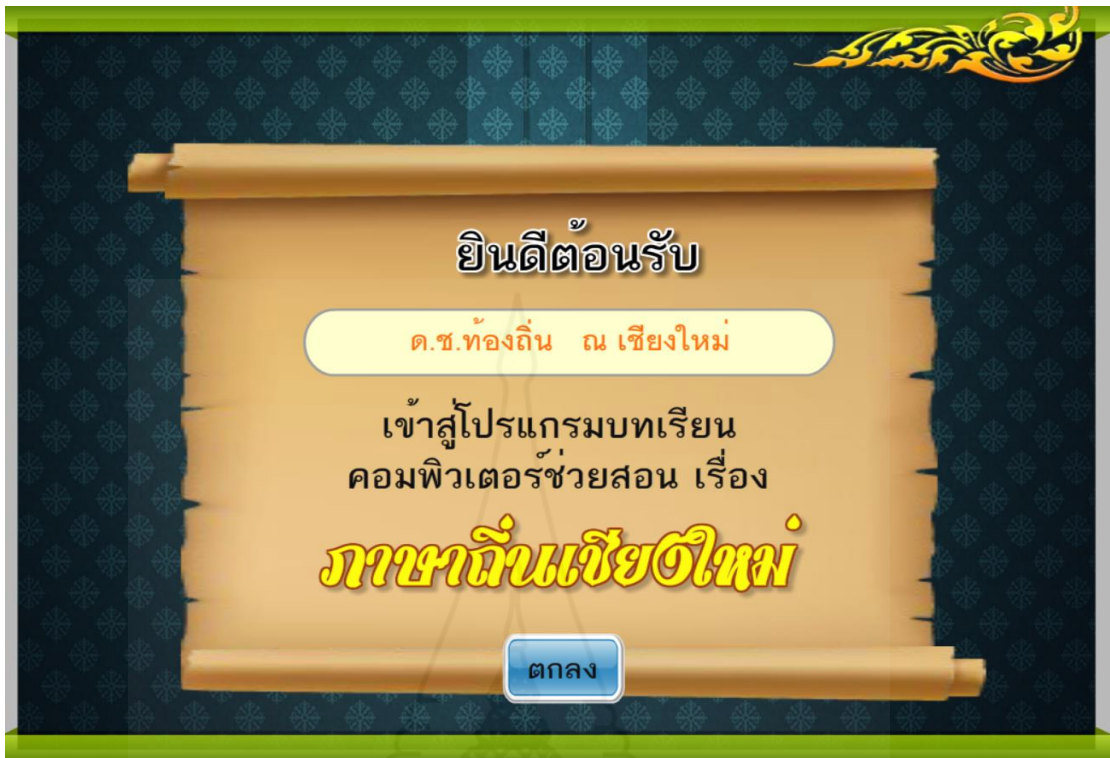 ยินดีต้อนรับ
ด.ช.ท้องถิ่น ณ เชียงใหม่
เข้าสู่โปรแกรมบทเรียน
คอมพิวเตอร์ช่วยสอน เรื่อง
ภาษาถิ่นเชียงใหม่
ตกลง